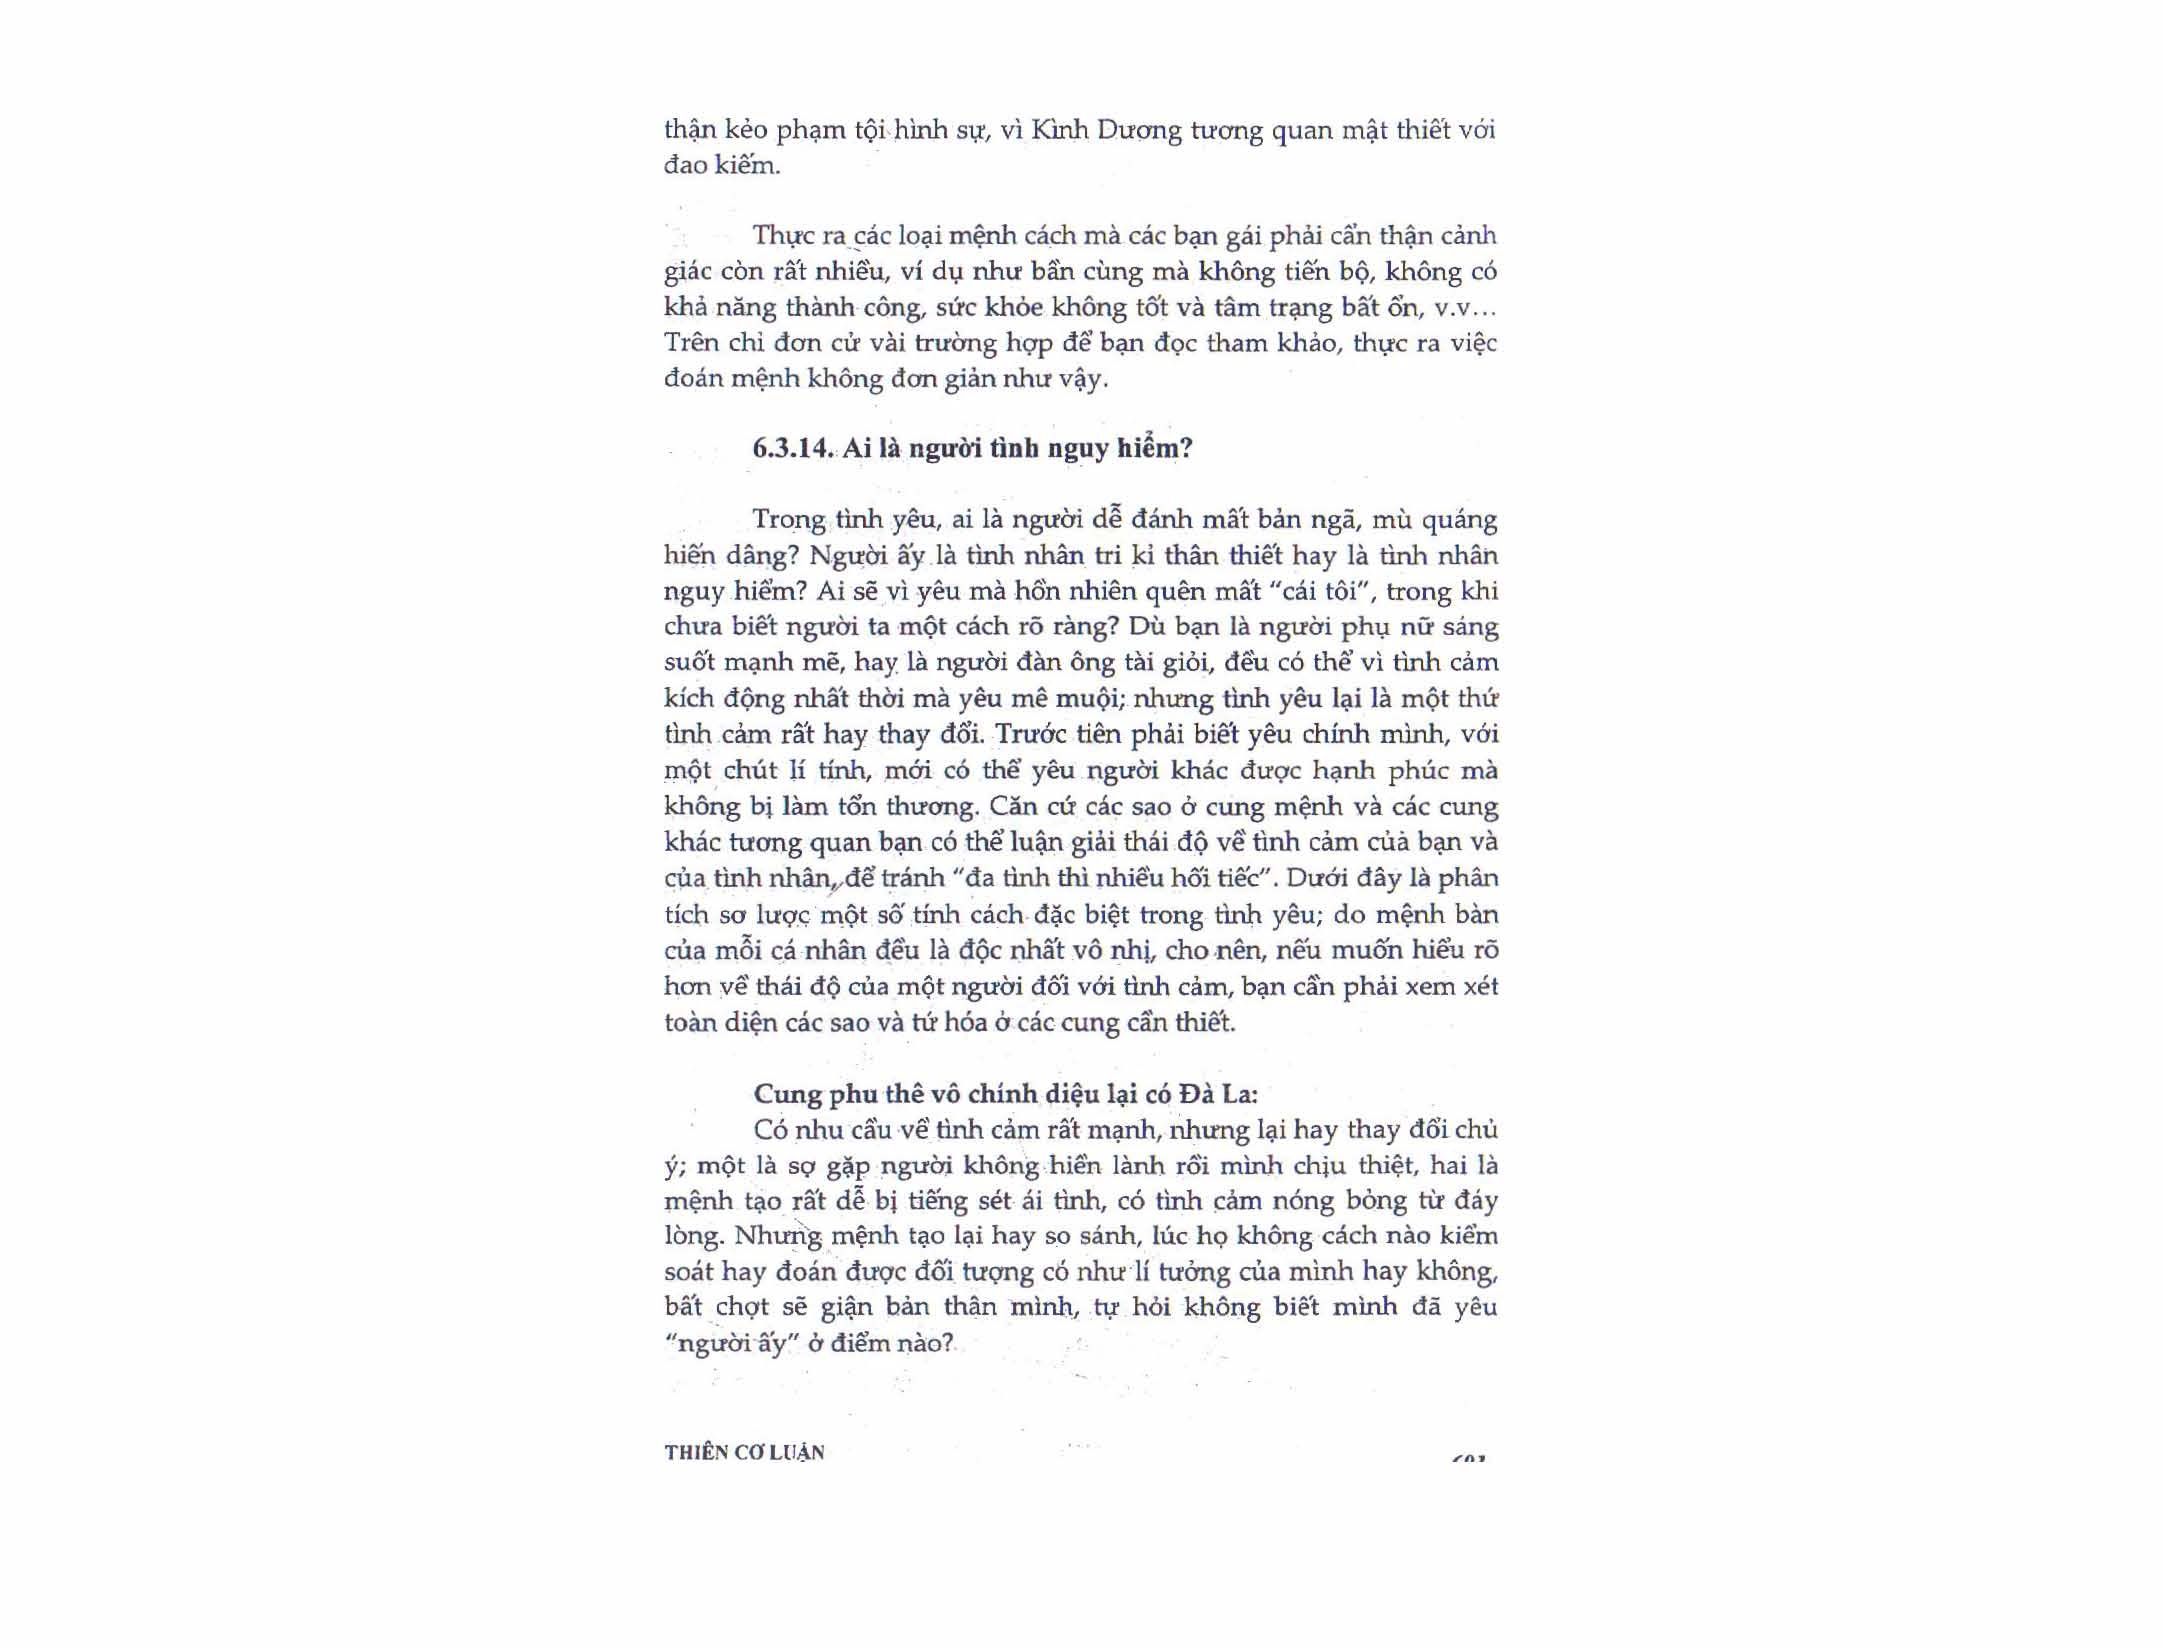 thận kẻo phạm tội hình sự, vì Kình Dương tương quan mật thiết với
đao kiếm.
Thực ra các loại mệnh cách mà các bạn gái phải cẩn thận cảnh
giác còn rất nhiều, ví dụ như bần cùng mà không tiến bộ, không có
khả năng thành công, sức khỏe không tốt và tâm trạng bất ổn, v.v…
Trên chỉ đơn cử vài trường hợp để bạn đọc tham khảo, thực ra việc
đoán mệnh không đơn giản như vậy.
6.3.14. Ai là người tình nguy hiểm?
Trong tình yêu, ai là người dễ đánh mất bản ngã, mù quáng
hiến dâng? Người ấy là tình nhân tri kỉ thân thiết hay là tình nhân
nguy hiểm? Ai sẽ vì yêu mà hồn nhiên quên mất "cái tôi", trong khi
chưa biết người ta một cách rõ ràng? Dù bạn là người phụ nữ sáng
suốt mạnh mẽ, hay là người đàn ông tài giỏi, đều có thể vì tình cảm
kích động nhất thời mà yêu mê muội; nhưng tình yêu lại là một thứ
tình cảm rất hay thay đổi. Trước tiên phải biết yêu chính mình, với
một chút lí tính, mới có thể yêu người khác được hạnh phúc mà
không bị làm tổn thương. Căn cứ các sao ở cung mệnh và các cung
khác tương quan bạn có thể luận giải thái độ về tình cảm của bạn và
của tình nhân, để tránh "đa tình thì nhiều hối tiếc". Dưới đây là phân
tích sơ lược một số tính cách đặc biệt trong tình yêu; do mệnh bàn
của mỗi cá nhân đều là độc nhất vô nhị, cho nên, nếu muốn hiểu rõ
hơn về thái độ của một người đối với tình cảm, bạn cần phải xem xét
toàn diện các sao và tứ hóa ở các cung cần thiết.
Cung phu thê vô chính diệu lại có Đà La:
Có nhu cầu về tình cảm rất mạnh, nhưng lại hay thay đổi chủ
ý; một là sợ gặp người không hiền lành rồi mình chịu thiệt, hai là
mệnh tạo rất dễ bị tiếng sét ái tình, có tình cảm nóng bỏng từ đáy
lòng. Nhưng mệnh tạo lại hay so sánh, lúc họ không cách nào kiểm
soát hay đoán được đối tượng có như lí tưởng của mình hay không,
bất chợt sẽ giận bản thân mình, tự hỏi không biết mình đã yêu
"người ấy" ở điểm nào?
THIÊN CƠ LUẬN